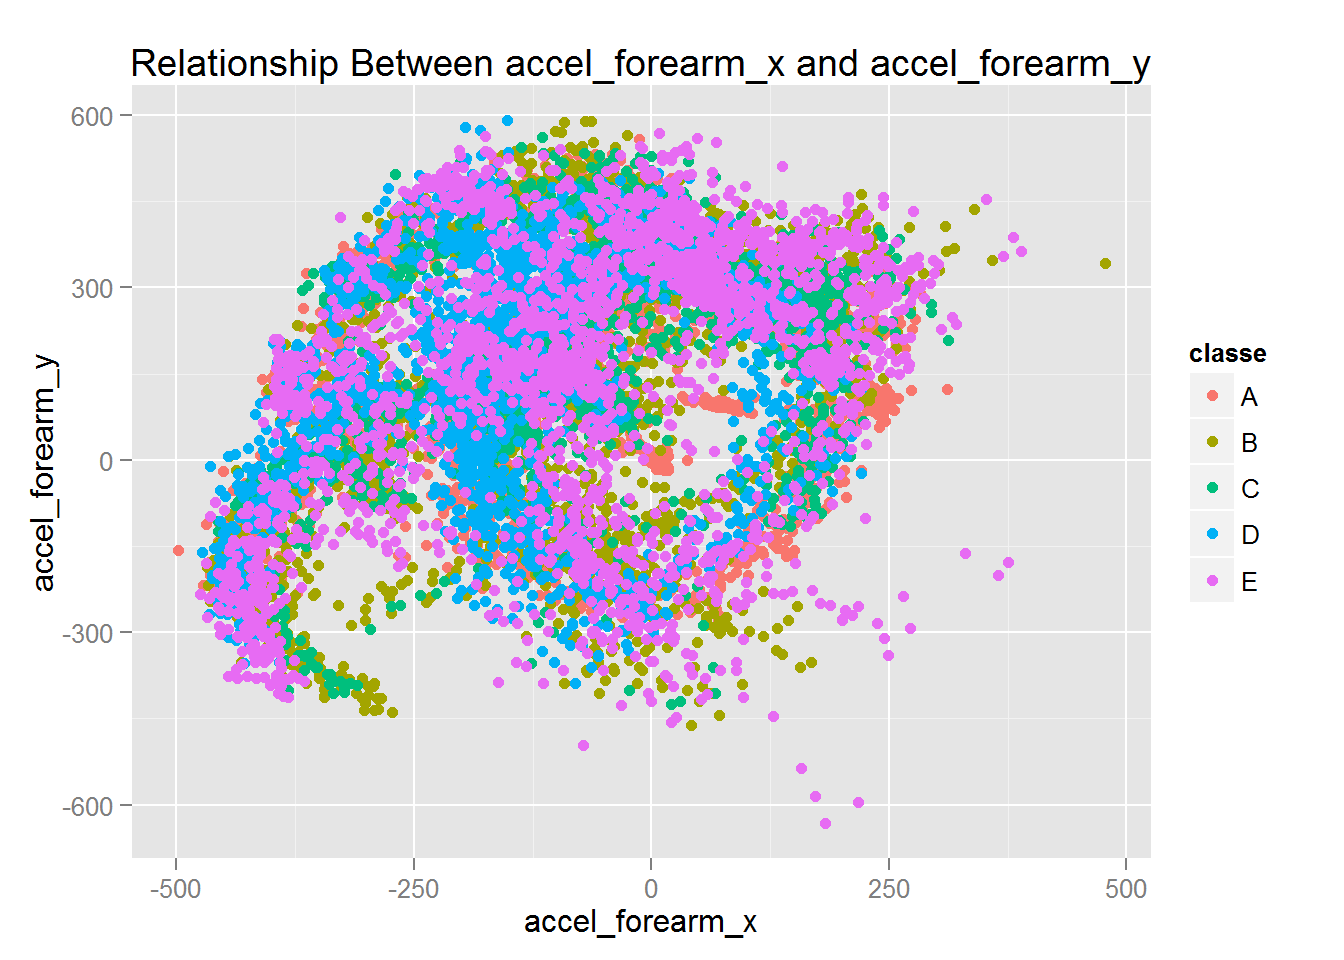 Relationship Between accel_forearm_x and accel_forearm_y
accel_forearm_y
600
300
0
-300
-600
-500
-250
0
250
500
accel_forearm_x
classe
A
B
C
D
E